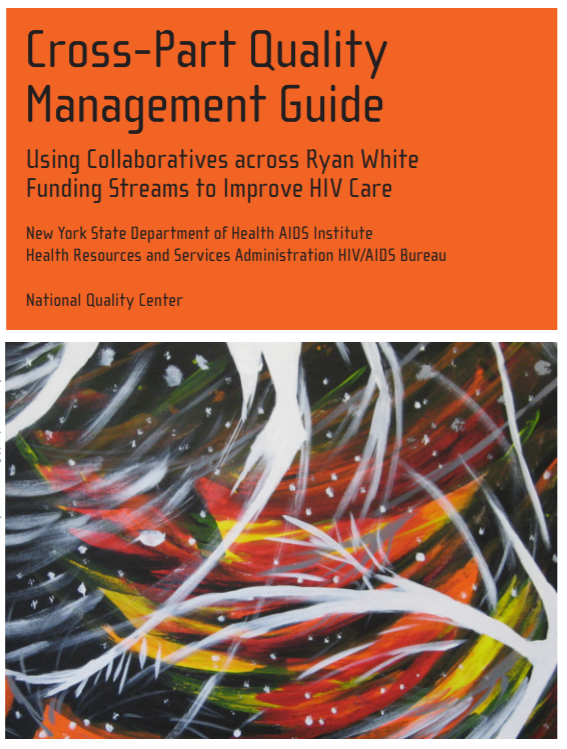 Cross-Part Quality
Management Guide
Using Collaboratives across Ryan White
Funding Streams to Improve HIV Care
New York State Department of Health AIDS Institute
Health Resources and Services Administration HIV/AIDS Bureau
National Quality Center